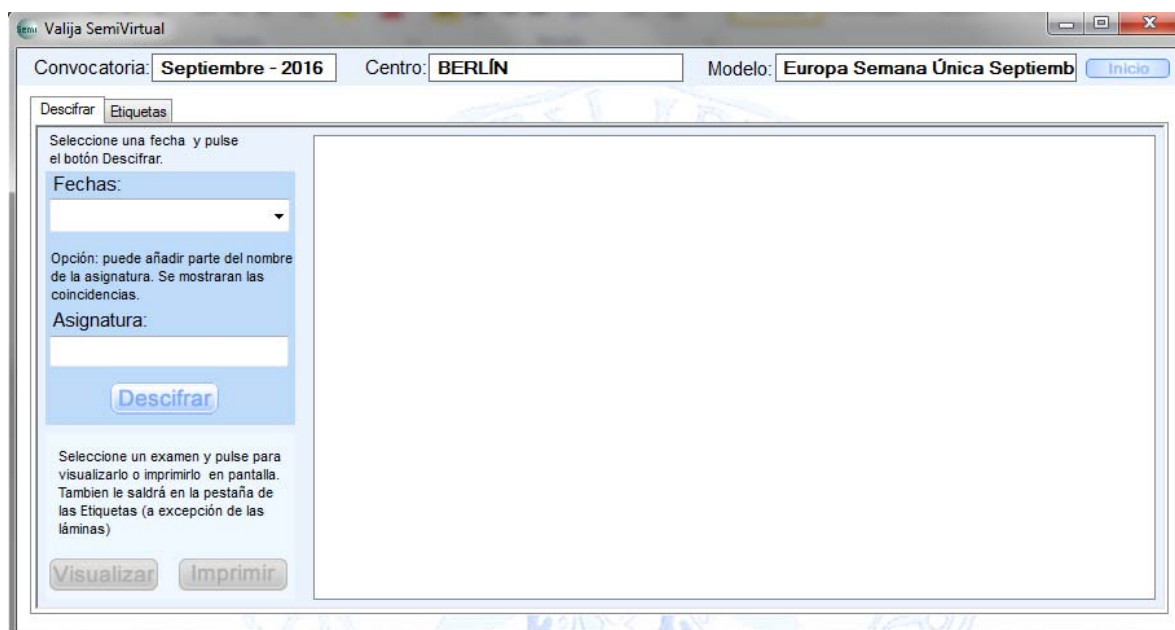 Semi Valija SemiVirtual
Convocatoria: Septiembre - 2016 Centro: BERLÍN Modelo: Europa Semana Única Septiemb Inicio
Descifrar Etiquetas
Seleccione una fecha y pulse
el botón Descifrar.
Fechas:
Opción: puede añadir parte del nombre
de la asignatura. Se mostraran las
coincidencias.
Asignatura:
Descifrar
Seleccione un examen y pulse para
visualizarlo o imprimirlo en pantalla.
Tambien le saldrá en la pestaña de
las Etiquetas (a excepción de las
láminas)
Visualizar Imprimir